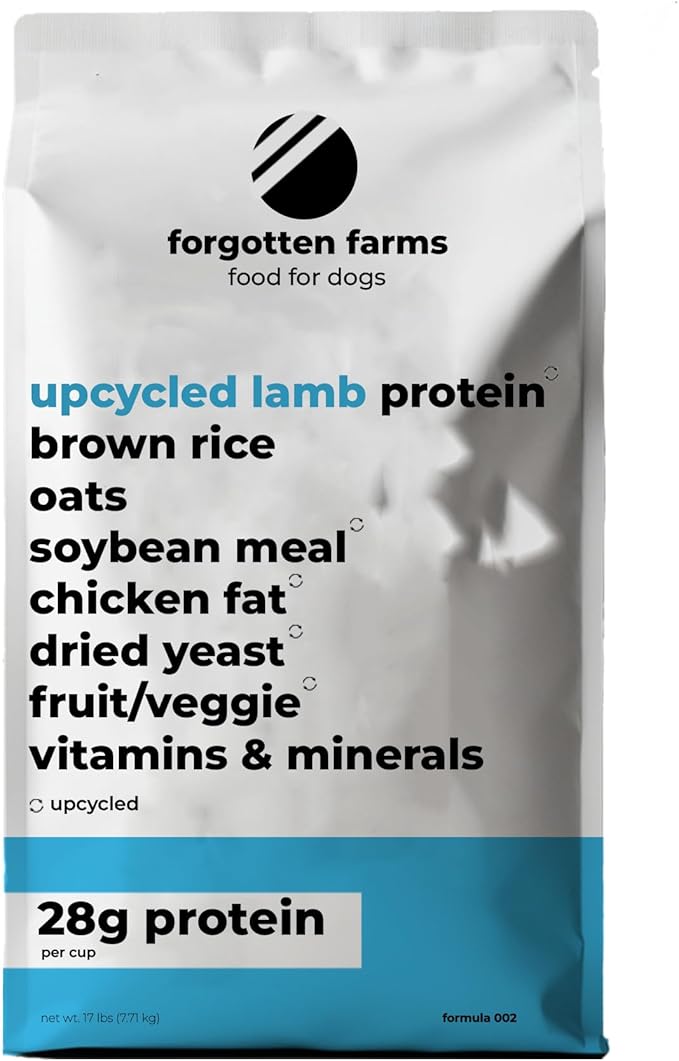 forgotten farms
food for dogs
upcycled lamb protein
brown rice
oats
soybean meal
chicken fat
dried yeast
fruit/veggie
vitamins & minerals
upcycled
28g protein
per cup
net wt. 17 lbs (7.71 kg)
formula 002